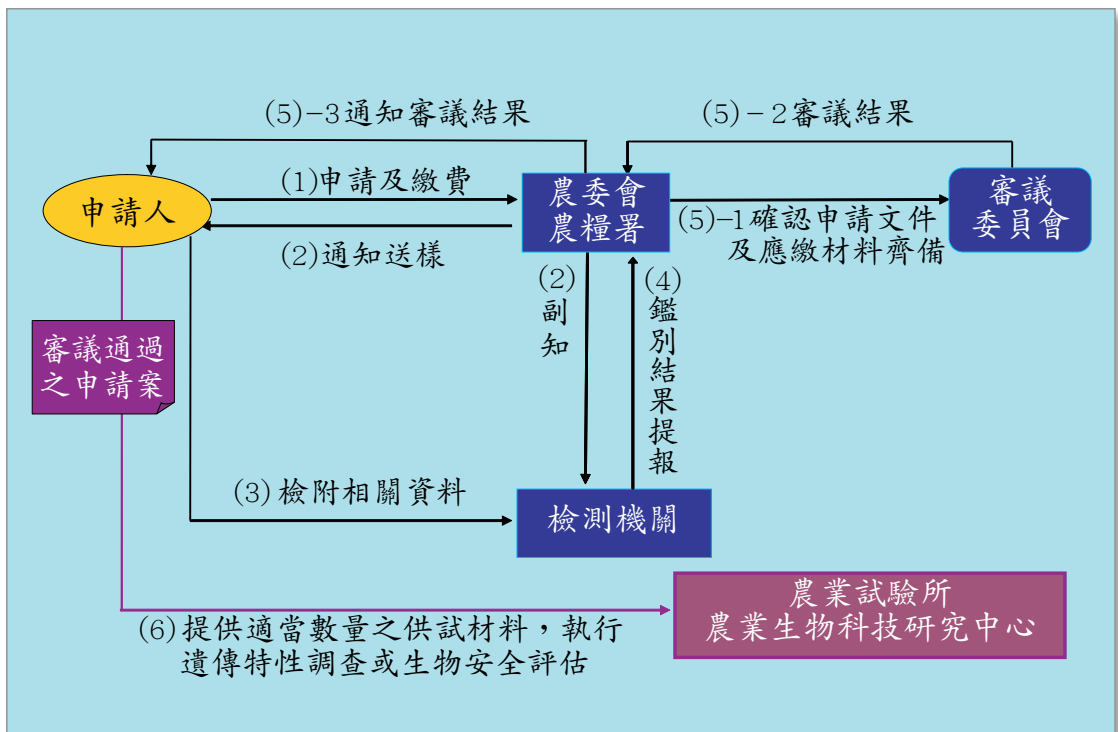 (5)-3通知審議結果
(5)-2審議結果
申請人
(1)申請及繳費
農委會
農糧署
審議
委員會
(2)通知送樣
(5)-1確認申請文件
及應繳材料齊備
(2)
副知
(4)
鑑別結果提報
審議通過
之申請案
(3)檢附相關資料
檢測機關
農業試驗所
農業生物科技研究中心
(6)提供適當數量之供試材料，執行
遺傳特性調查或生物安全評估